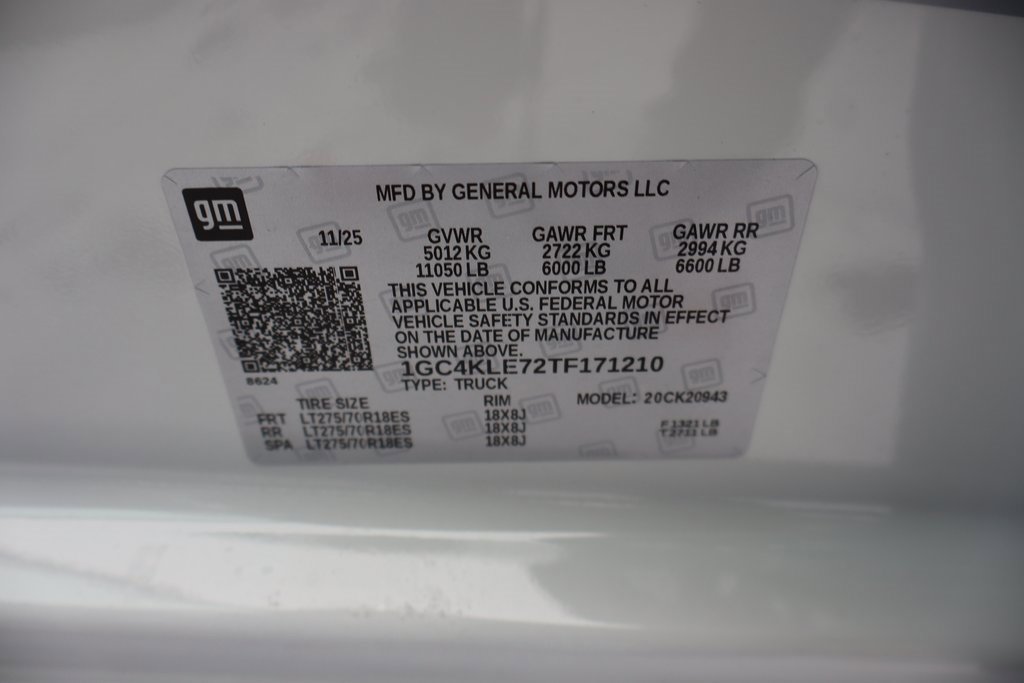 gm
MFD BY GENERAL MOTORS LLC
11/25
GVWR
5012 KG
11050 LB
GAWR FRT
2722 KG
6000 LB
GAWR RR
2994 KG
6600 LB
THIS VEHICLE CONFORMS TO ALL
APPLICABLE U.S. FEDERAL MOTOR
VEHICLE SAFETY STANDARDS IN EFFECT
ON THE DATE OF MANUFACTURE
SHOWN ABOVE.
1GC4KLE72TF171210
TYPE: TRUCK
8624
TIRE SIZE RIM MODEL: 20CK20943
FRT LT275/70R18ES 18X8J
RR LT275/70R18ES 18X8J
SPA LT275/70R18ES 18X8J
F 1321 LB
T 2711 LB